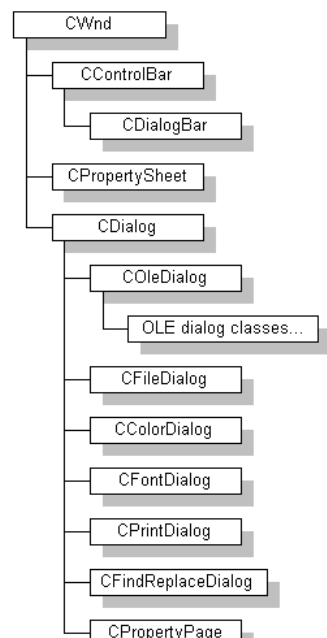 CWnd
CControlBar
CDialogBar
CPropertySheet
CDialog
COleDialog
OLE dialog classes...
CFileDialog
CColorDialog
CFontDialog
CPrintDialog
CFindReplaceDialog
CPropertyPage